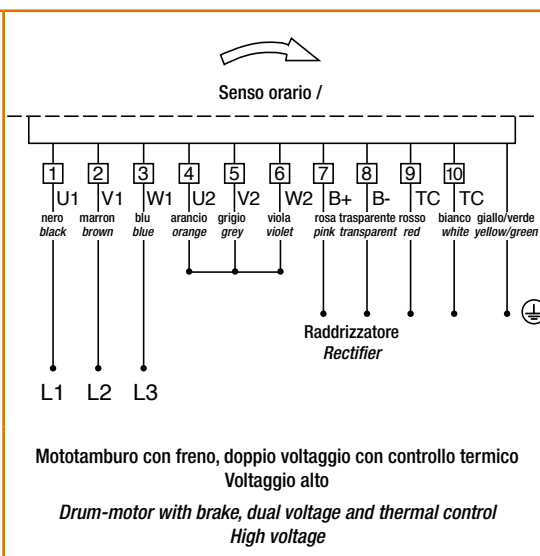 Senso orario /
1 2 3 4 5 6 7 8 9 10
U1 V1 W1 U2 V2 W2 B+ B- TC TC
nero marron blu arancio grigio viola rosa trasparente rosso bianco giallo/verde
black brown blue orange grey violet pink transparent red white yellow/green
Raddrizzatore
Rectifier
L1 L2 L3
Mototamburo con freno, doppio voltaggio con controllo termico
Voltaggio alto
Drum-motor with brake, dual voltage and thermal control
High voltage